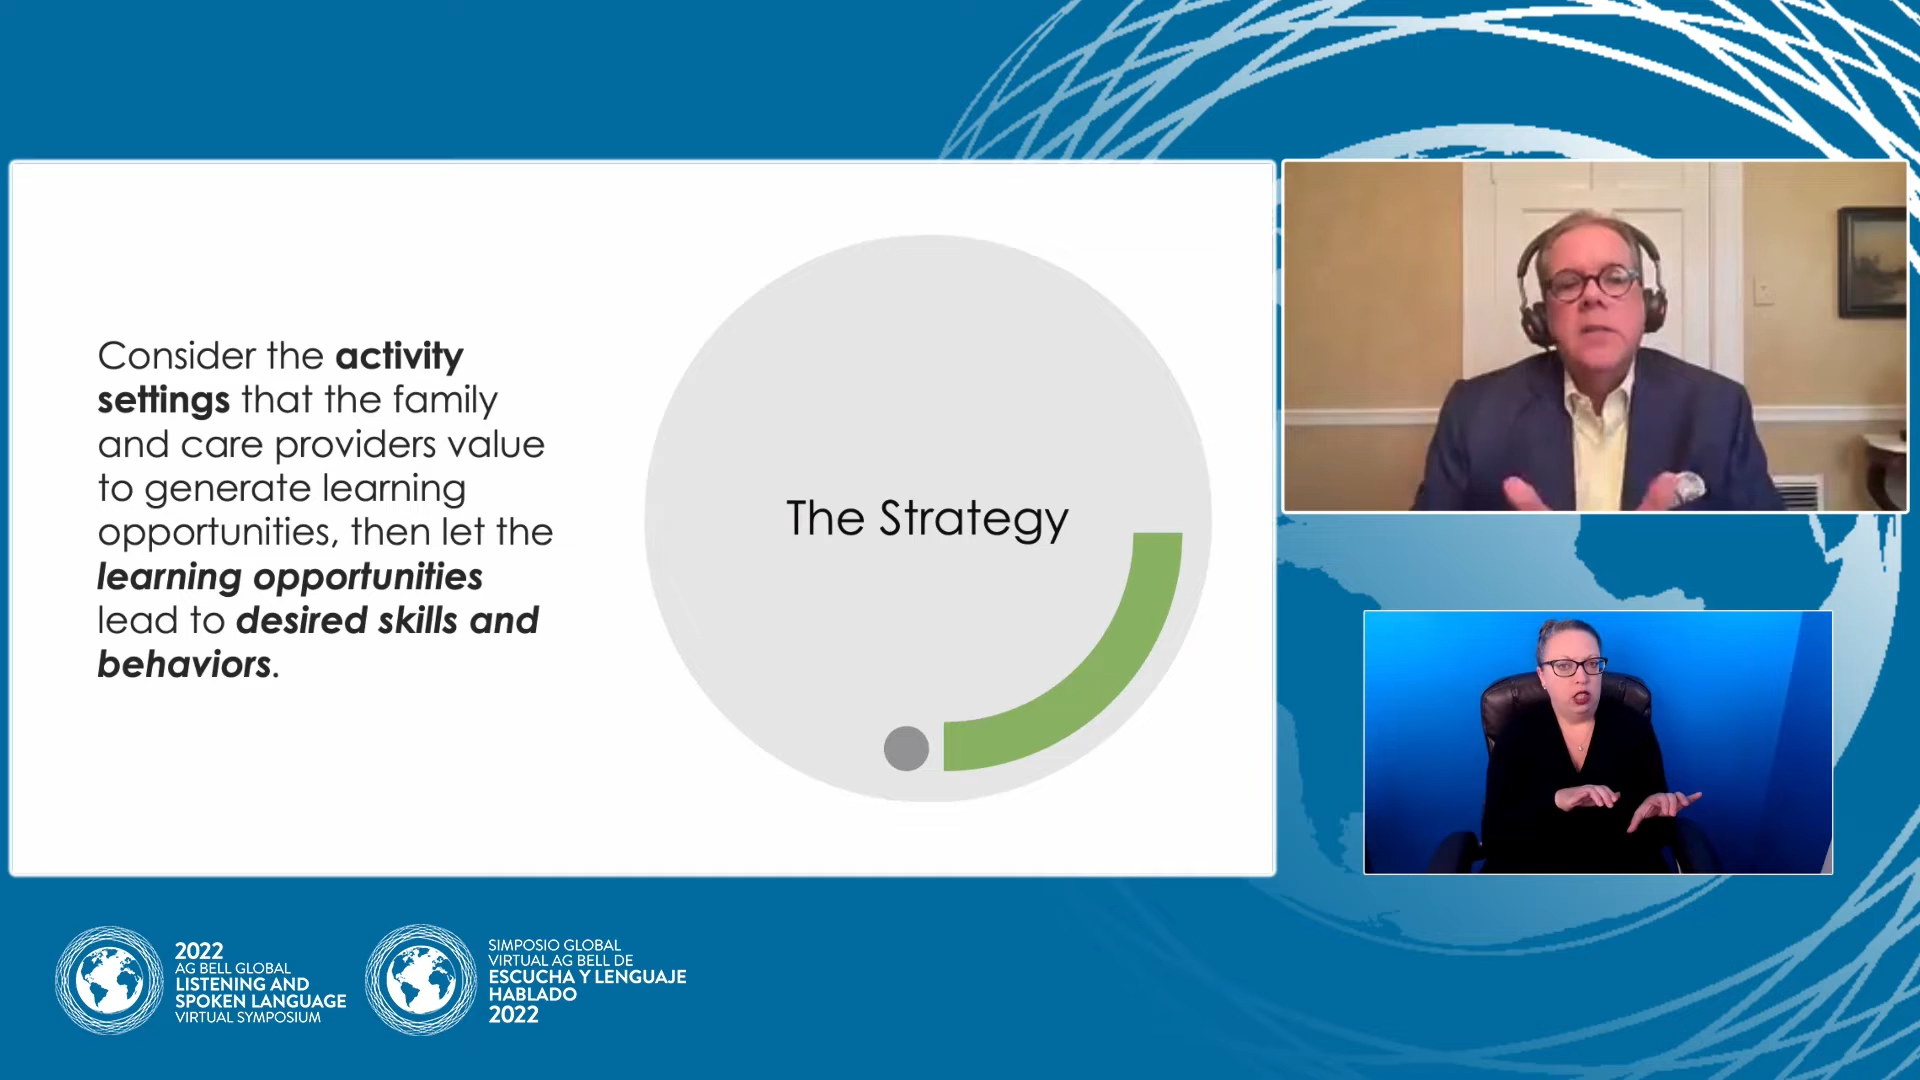 Consider the activity
settings that the family
and care providers value
to generate learning
opportunities, then let the
learning opportunities
lead to desired skills and
behaviors.
The Strategy
2022
AG BELL GLOBAL
LISTENING AND
SPOKEN LANGUAGE
VIRTUAL SYMPOSIUM
SIMPOSIO GLOBAL
VIRTUAL AG BELL DE
ESCUCHA Y LENGUAJE
HABLADO
2022